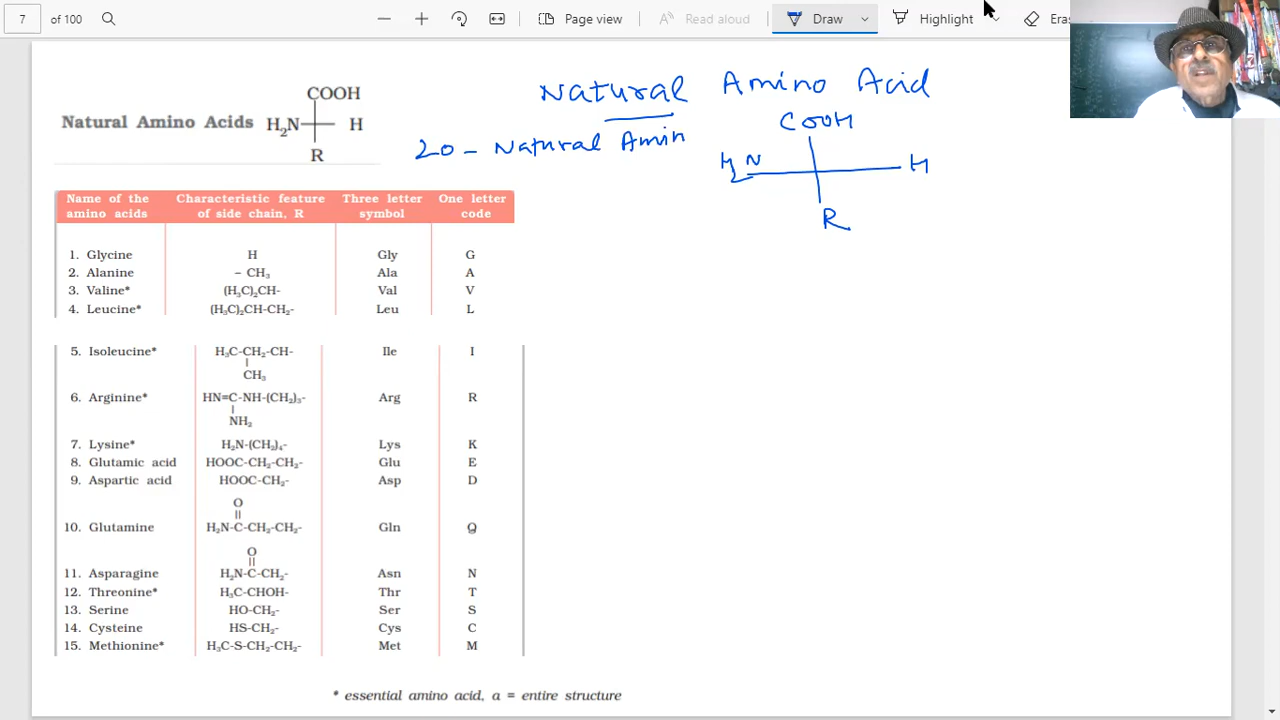 7 of 100 Page view Read aloud Draw Highlight
Natural Amino Acid
COOH
Natural Amino Acids H₂N H
R
20 - Natural Amin
COOH
H₂N H
R
Name of the amino acids Characteristic feature of side chain, R Three letter symbol One letter code
1. Glycine H Gly G
2. Alanine – CH₃ Ala A
3. Valine* (H₃C)₂CH- Val V
4. Leucine* (H₃C)₂CH-CH₂- Leu L
5. Isoleucine* H₃C-CH₂-CH- Ile I
CH₃
6. Arginine* HN=C-NH-(CH₂)₃- Arg R
NH₂
7. Lysine* H₂N-(CH₂)₄- Lys K
8. Glutamic acid HOOC-CH₂-CH₂- Glu E
9. Aspartic acid HOOC-CH₂- Asp D
O
10. Glutamine H₂N-C-CH₂-CH₂- Gln Q
O
11. Asparagine H₂N-C-CH₂- Asn N
12. Threonine* H₃C-CHOH- Thr T
13. Serine HO-CH₂- Ser S
14. Cysteine HS-CH₂- Cys C
15. Methionine* H₃C-S-CH₂-CH₂- Met M
* essential amino acid, a = entire structure